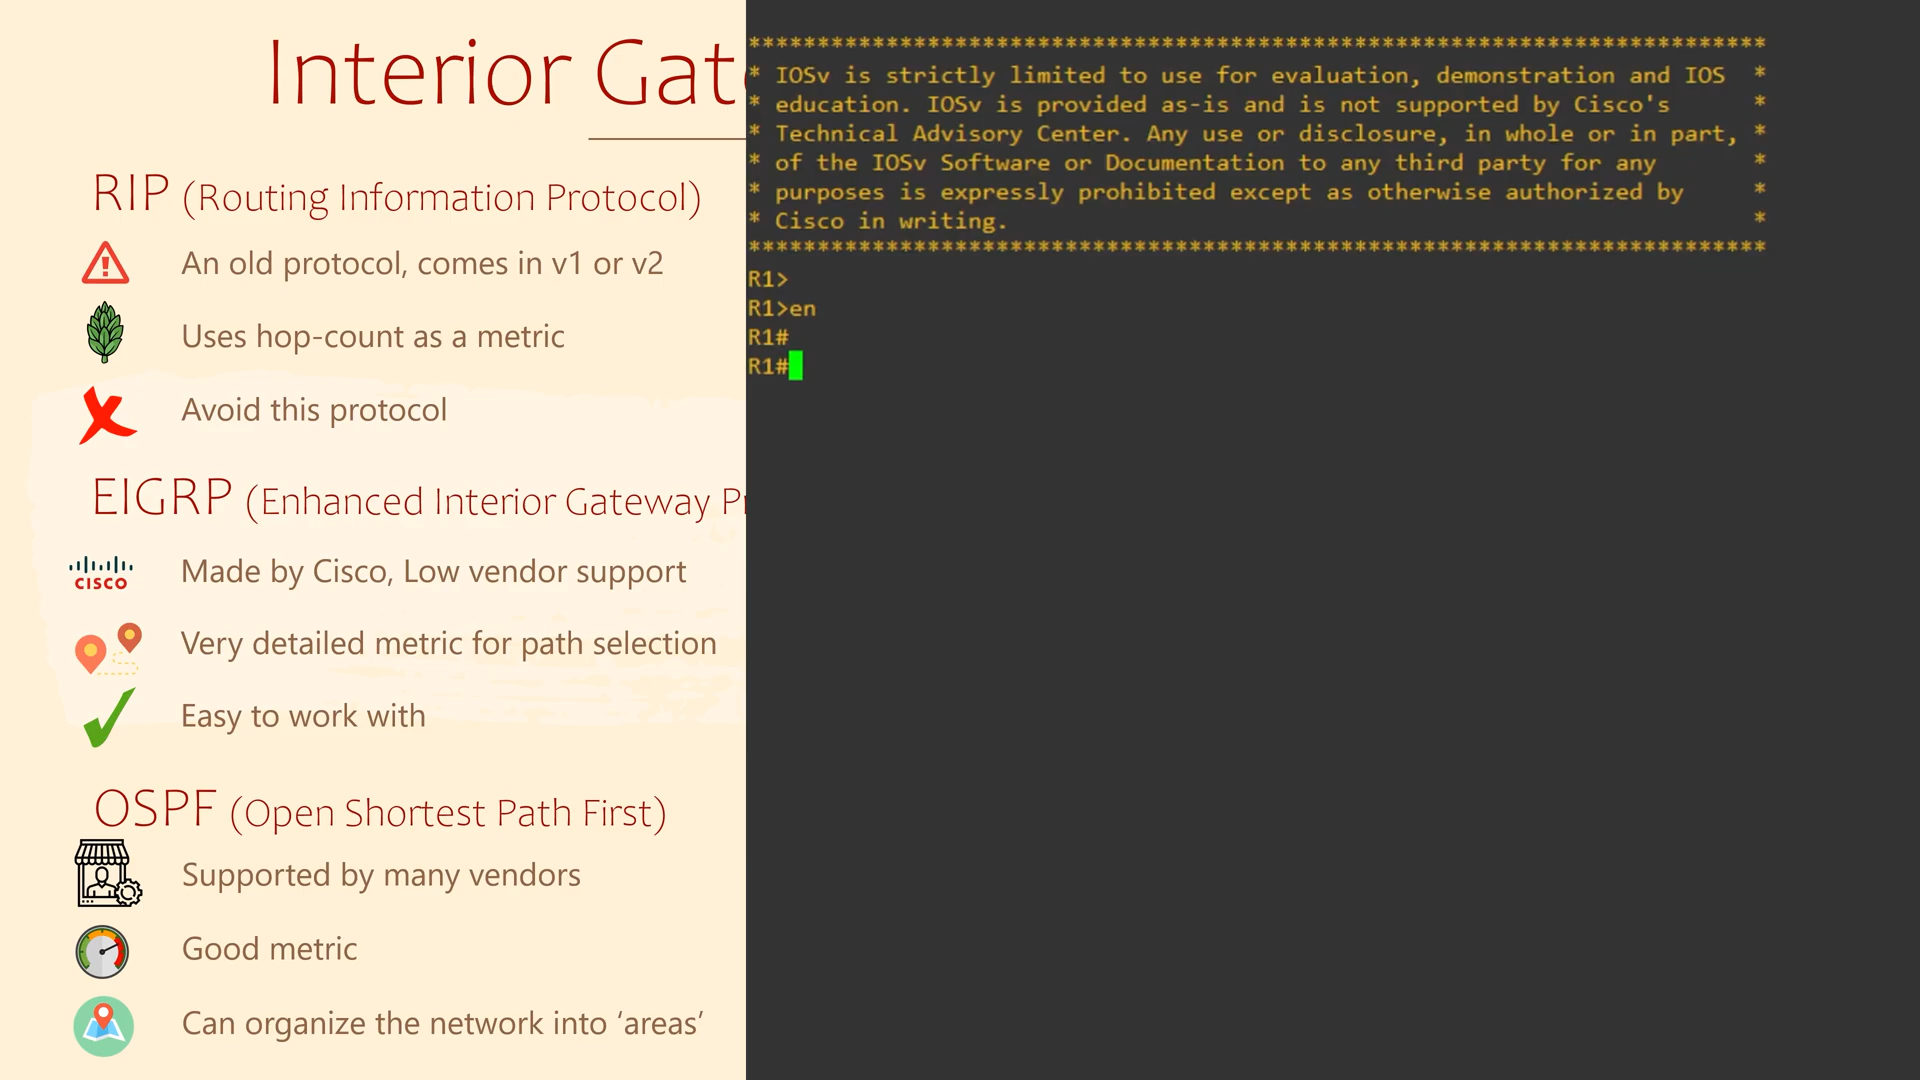 Interior Gat
RIP (Routing Information Protocol)
An old protocol, comes in v1 or v2
Uses hop-count as a metric
Avoid this protocol
EIGRP (Enhanced Interior Gateway Pr
CISCO
Made by Cisco, Low vendor support
Very detailed metric for path selection
Easy to work with
OSPF (Open Shortest Path First)
Supported by many vendors
Good metric
Can organize the network into ‘areas’
**************************************************************************
* IOSv is strictly limited to use for evaluation, demonstration and IOS  *
* education. IOSv is provided as-is and is not supported by Cisco's      *
* Technical Advisory Center. Any use or disclosure, in whole or in part, *
* of the IOSv Software or Documentation to any third party for any       *
* purposes is expressly prohibited except as otherwise authorized by     *
* Cisco in writing.                                                      *
**************************************************************************
R1>
R1>en
R1#
R1#